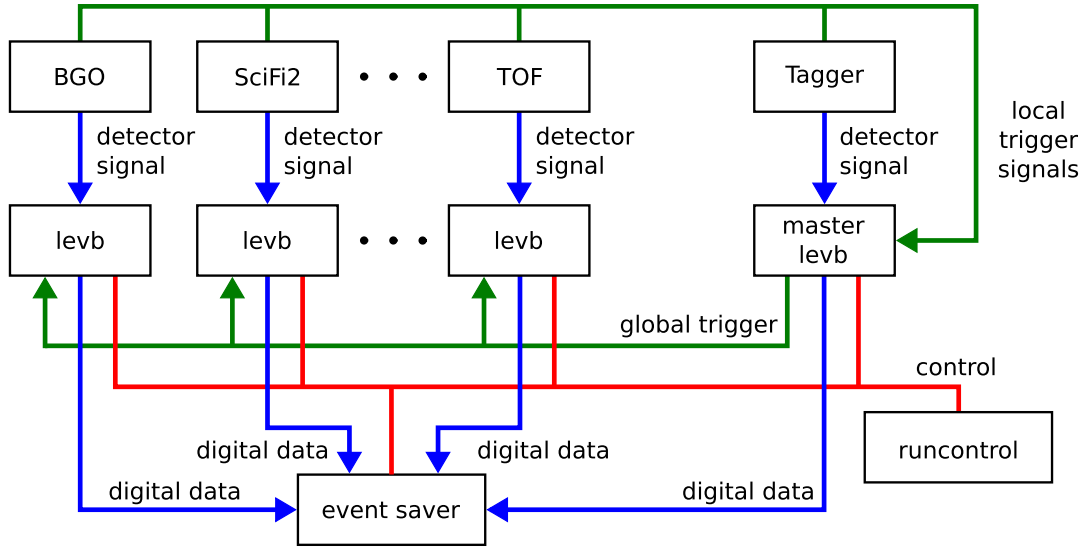 BGO
SciFi2
TOF
Tagger
local
trigger
signals
detector
signal
detector
signal
detector
signal
detector
signal
levb
levb
levb
master
levb
global trigger
control
runcontrol
digital data
digital data
digital data
digital data
event saver